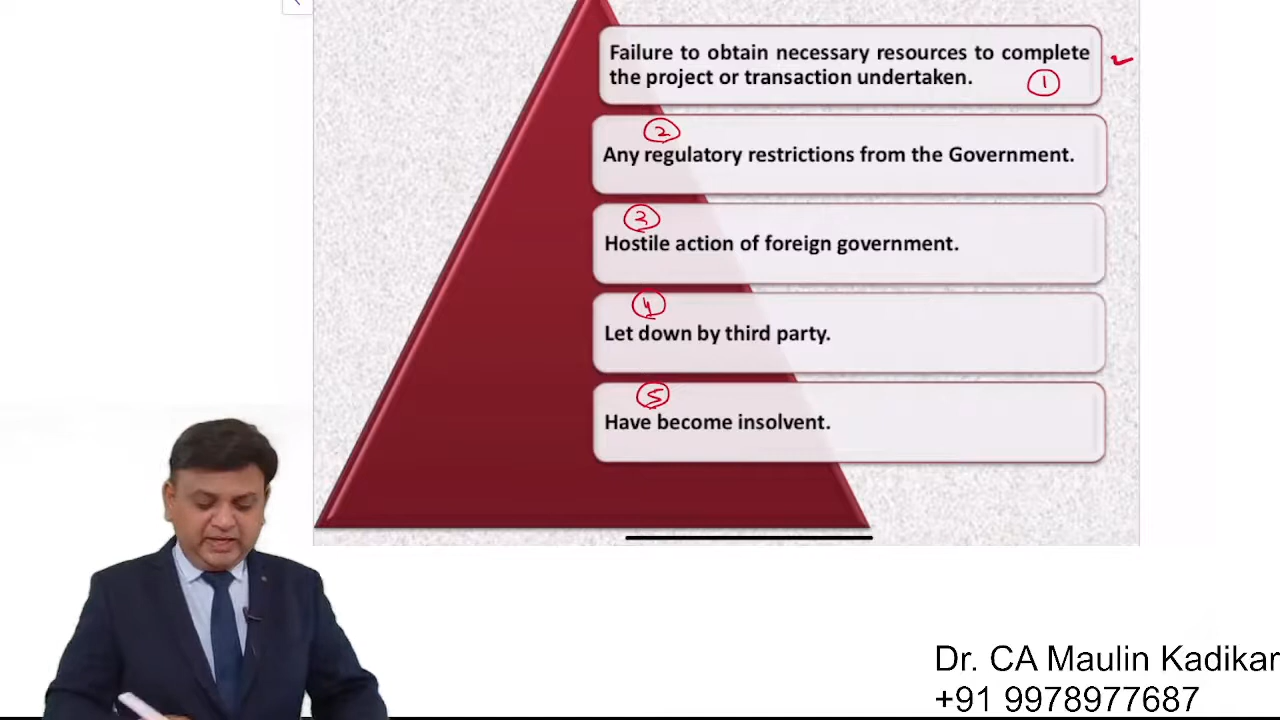 Failure to obtain necessary resources to complete
the project or transaction undertaken.
1
2
Any regulatory restrictions from the Government.
3
Hostile action of foreign government.
4
Let down by third party.
5
Have become insolvent.
Dr. CA Maulin Kadikar
+91 9978977687